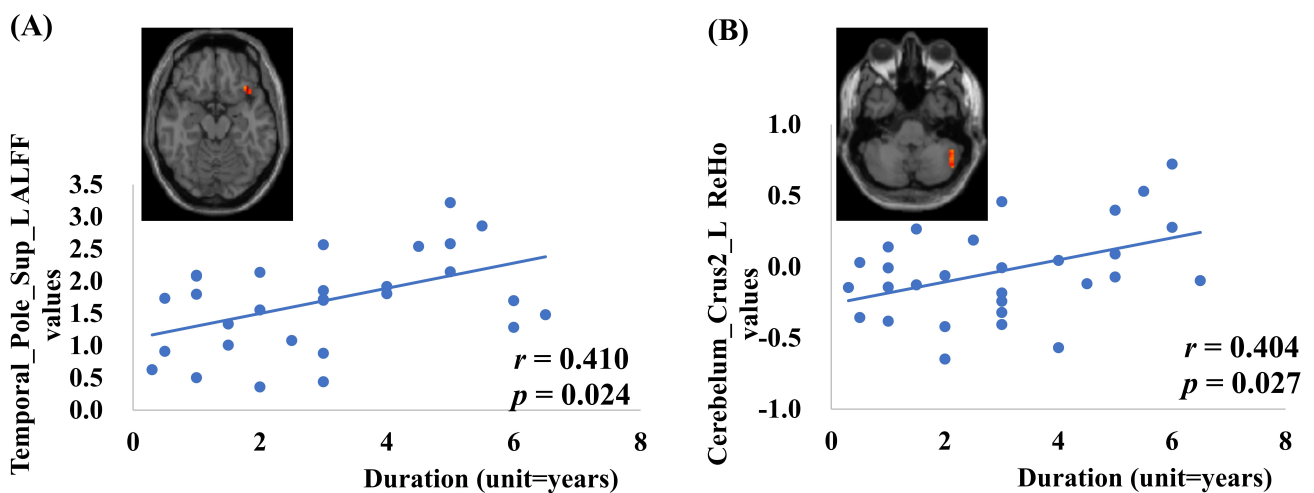 (A)
Temporal_Pole_Sup_L ALFF
values
3.5
3.0
2.5
2.0
1.5
1.0
0.5
0.0
0 2 4 6 8
r = 0.410
p = 0.024
Duration (unit=years)
(B)
Cerebelum_Crus2_L ReHo
values
1.0
0.5
0.0
-0.5
-1.0
0 2 4 6 8
r = 0.404
p = 0.027
Duration (unit=years)